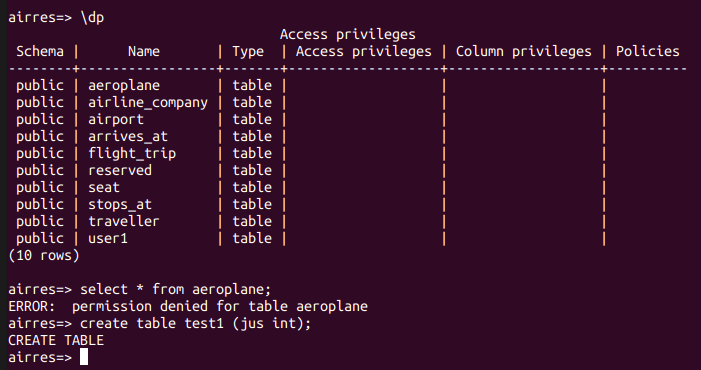 airres=> \dp
                                  Access privileges
 Schema |      Name       | Type  | Access privileges | Column privileges | Policies
--------+-----------------+-------+-------------------+-------------------+----------
 public | aeroplane       | table |                   |                   |
 public | airline_company | table |                   |                   |
 public | airport         | table |                   |                   |
 public | arrives_at      | table |                   |                   |
 public | flight_trip     | table |                   |                   |
 public | reserved        | table |                   |                   |
 public | seat            | table |                   |                   |
 public | stops_at        | table |                   |                   |
 public | traveller       | table |                   |                   |
 public | user1           | table |                   |                   |
(10 rows)
airres=> select * from aeroplane;
ERROR:  permission denied for table aeroplane
airres=> create table test1 (jus int);
CREATE TABLE
airres=>